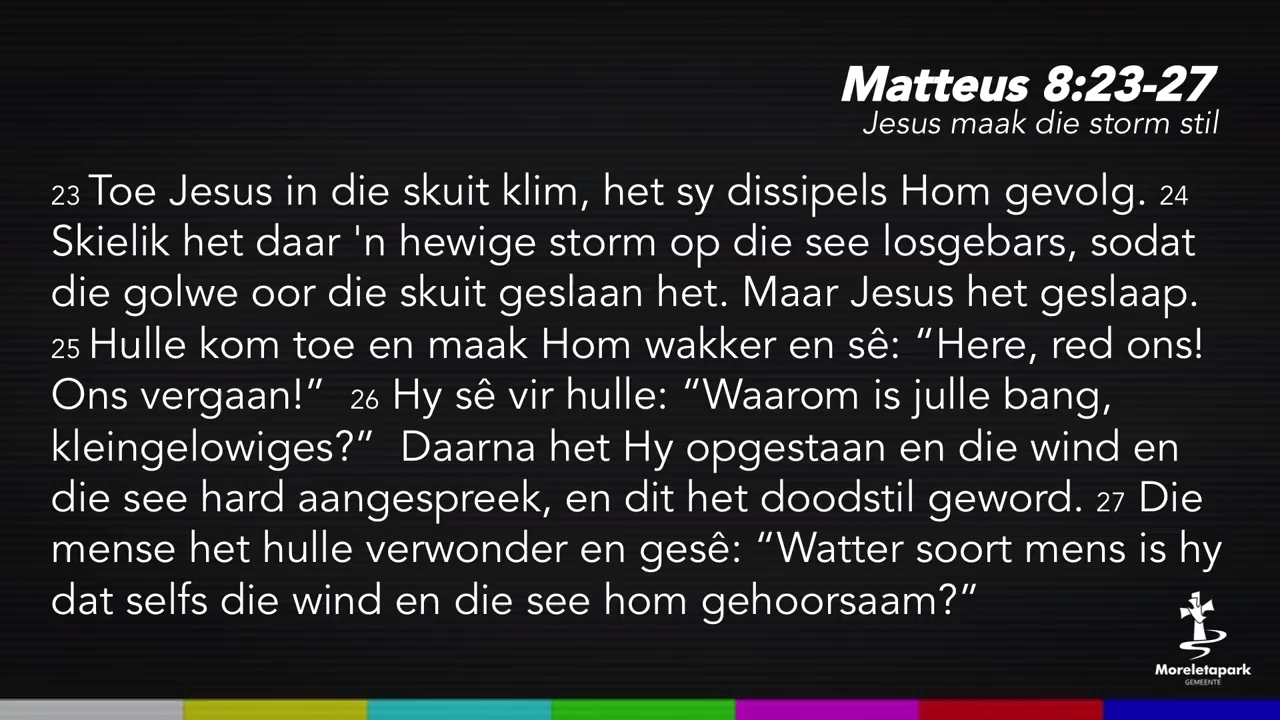 Matteus 8:23-27
Jesus maak die storm stil
23 Toe Jesus in die skuit klim, het sy dissipels Hom gevolg. 24
Skielik het daar 'n hewige storm op die see losgebars, sodat
die golwe oor die skuit geslaan het. Maar Jesus het geslaap.
25 Hulle kom toe en maak Hom wakker en sê: “Here, red ons!
Ons vergaan!” 26 Hy sê vir hulle: “Waarom is julle bang,
kleingelowiges?” Daarna het Hy opgestaan en die wind en
die see hard aangespreek, en dit het doodstil geword. 27 Die
mense het hulle verwonder en gesê: “Watter soort mens is hy
dat selfs die wind en die see hom gehoorsaam?”
Moreletapark
GEMEENTE